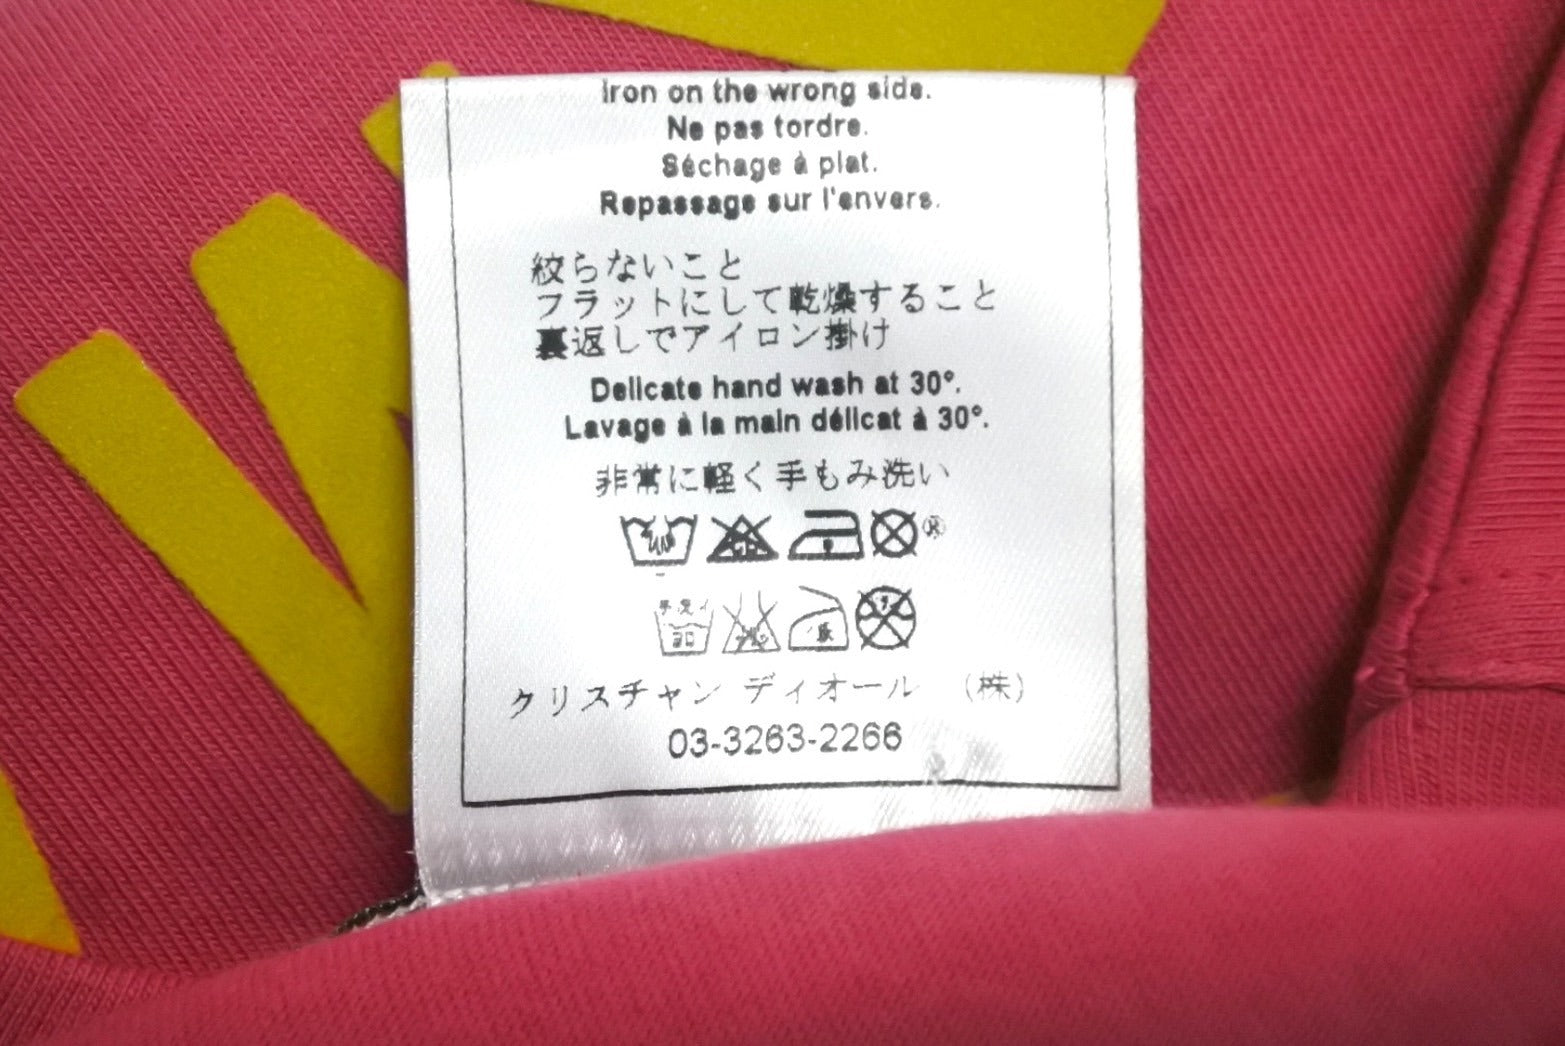 Iron on the wrong side.
Ne pas tordre.
Séchage à plat.
Repassage sur l'envers.
絞らないこと
フラットにして乾燥すること
裏返しでアイロン掛け
Delicate hand wash at 30°.
Lavage à la main délicat à 30°.
非常に軽く手もみ洗い
®
手洗イ
30
クリスチャン ディオール (株)
03-3263-2266